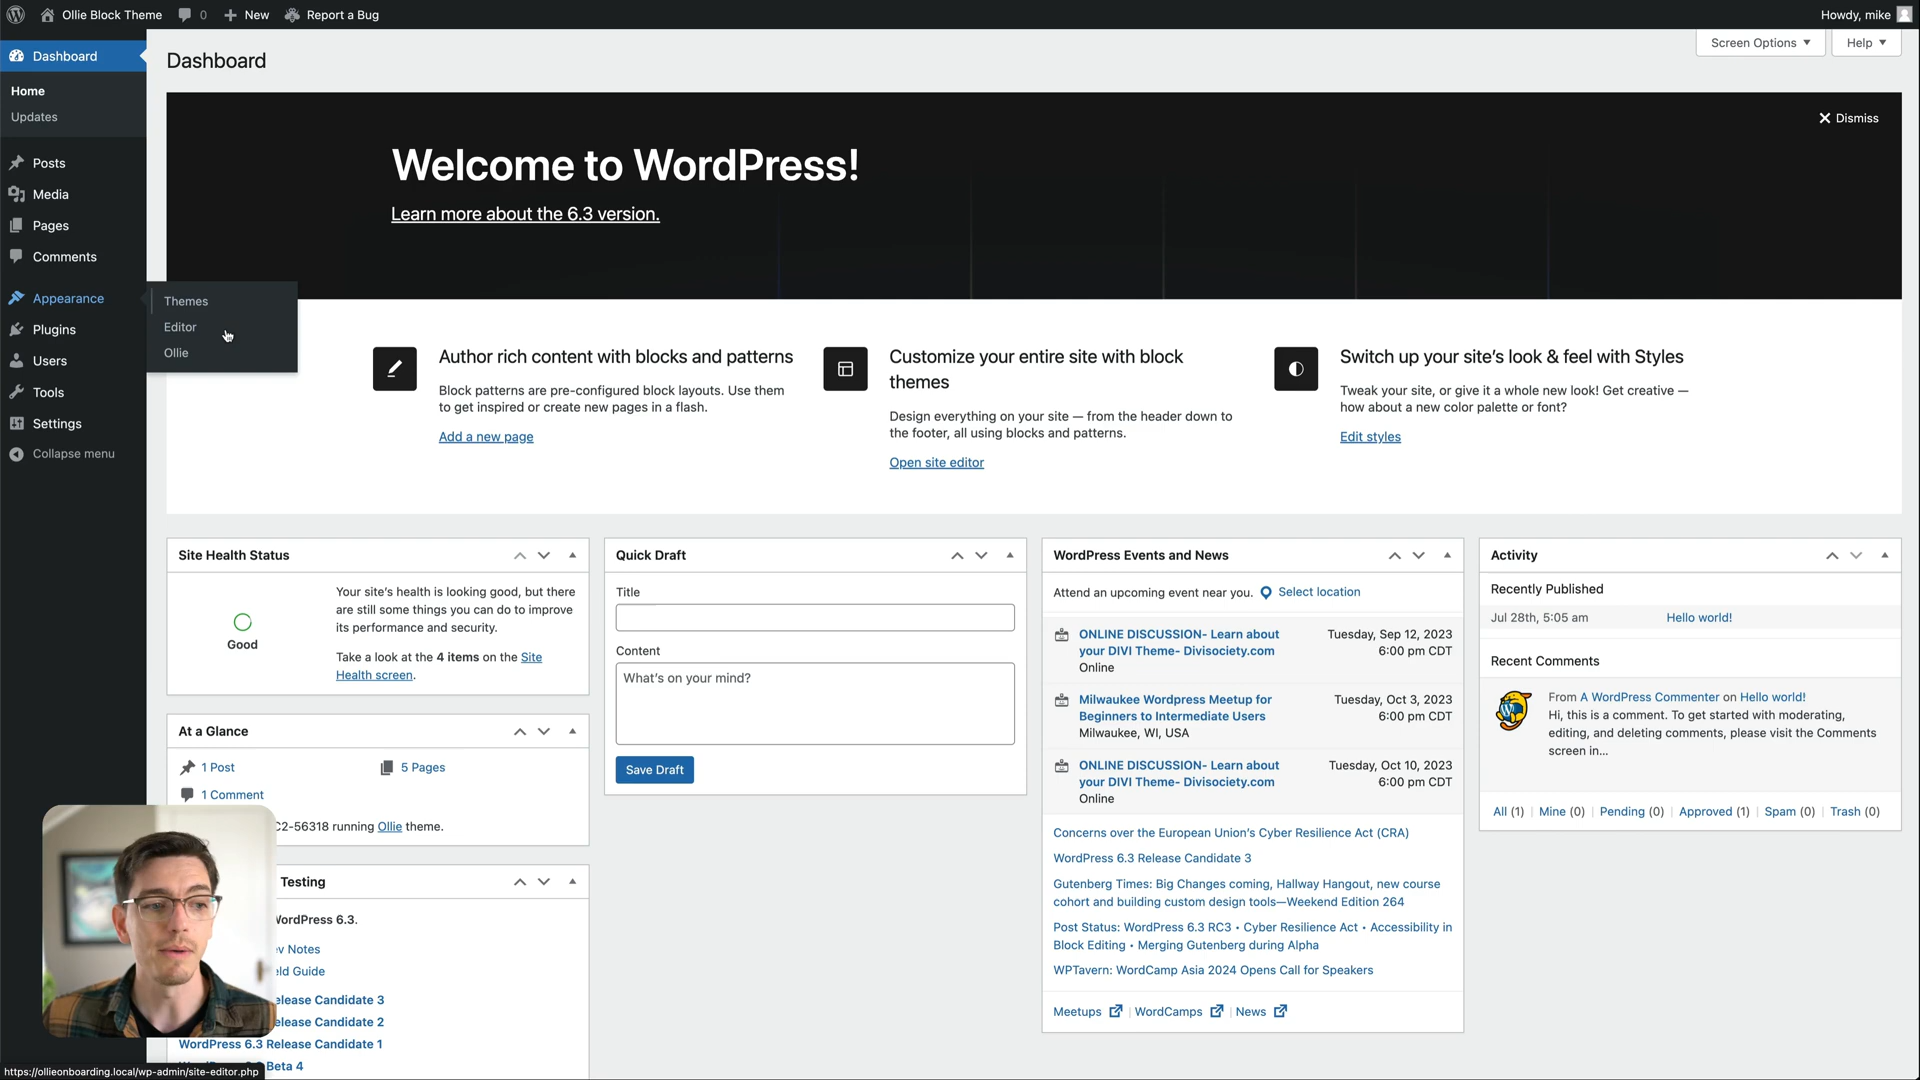 Ollie Block Theme
0
New
Report a Bug
Howdy, mike
Dashboard
Home
Updates
Posts
Media
Pages
Comments
Appearance
Plugins
Users
Tools
Settings
Collapse menu
Themes
Editor
Ollie
Dashboard
Screen Options
Help
Dismiss
Welcome to WordPress!
Learn more about the 6.3 version.
Author rich content with blocks and patterns
Block patterns are pre-configured block layouts. Use them
to get inspired or create new pages in a flash.
Add a new page
Customize your entire site with block
themes
Design everything on your site — from the header down to
the footer, all using blocks and patterns.
Open site editor
Switch up your site's look & feel with Styles
Tweak your site, or give it a whole new look! Get creative —
how about a new color palette or font?
Edit styles
Site Health Status
Good
Your site's health is looking good, but there
are still some things you can do to improve
its performance and security.
Take a look at the 4 items on the Site
Health screen.
At a Glance
1 Post
5 Pages
1 Comment
C2-56318 running Ollie theme.
Testing
WordPress 6.3.
ev Notes
eld Guide
elease Candidate 3
elease Candidate 2
WordPress 6.3 Release Candidate 1
Beta 4
Quick Draft
Title
Content
What's on your mind?
Save Draft
WordPress Events and News
Attend an upcoming event near you. Select location
ONLINE DISCUSSION- Learn about
your DIVI Theme- Divisociety.com
Online
Tuesday, Sep 12, 2023
6:00 pm CDT
Milwaukee Wordpress Meetup for
Beginners to Intermediate Users
Milwaukee, WI, USA
Tuesday, Oct 3, 2023
6:00 pm CDT
ONLINE DISCUSSION- Learn about
your DIVI Theme- Divisociety.com
Online
Tuesday, Oct 10, 2023
6:00 pm CDT
Concerns over the European Union's Cyber Resilience Act (CRA)
WordPress 6.3 Release Candidate 3
Gutenberg Times: Big Changes coming, Hallway Hangout, new course
cohort and building custom design tools—Weekend Edition 264
Post Status: WordPress 6.3 RC3 • Cyber Resilience Act • Accessibility in
Block Editing • Merging Gutenberg during Alpha
WPTavern: WordCamp Asia 2024 Opens Call for Speakers
Meetups | WordCamps | News
Activity
Recently Published
Jul 28th, 5:05 am Hello world!
Recent Comments
From A WordPress Commenter on Hello world!
Hi, this is a comment. To get started with moderating,
editing, and deleting comments, please visit the Comments
screen in...
All (1) | Mine (0) | Pending (0) | Approved (1) | Spam (0) | Trash (0)
https://ollieonboarding.local/wp-admin/site-editor.php